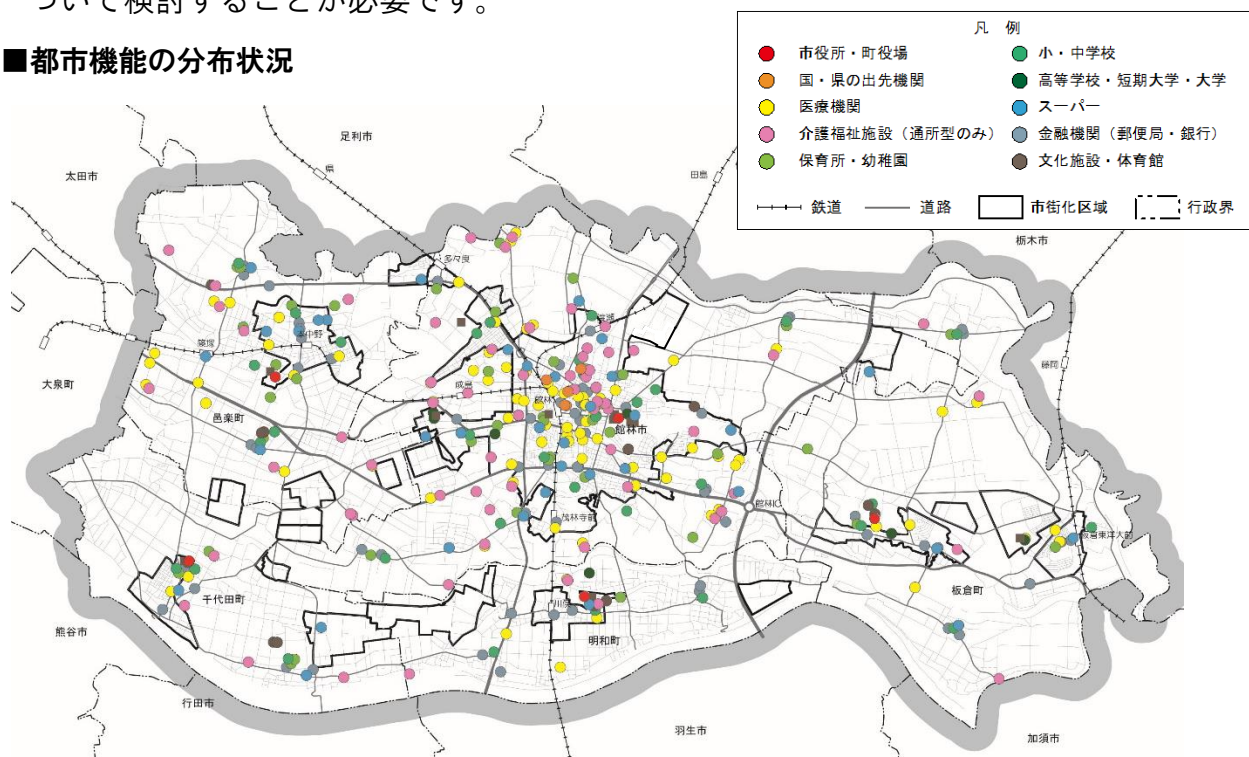 ついて検討することが必要です。
■都市機能の分布状況
凡 例
市役所・町役場
小・中学校
国・県の出先機関
高等学校・短期大学・大学
医療機関
スーパー
介護福祉施設（通所型のみ）
金融機関（郵便局・銀行）
保育所・幼稚園
文化施設・体育館
鉄道
道路
市街化区域
行政界
足利市
太田市
県
田島
栃木市
多々良
本中野
篠塚
藤岡
大泉町
成島
館林
邑楽町
館林市
館林IC
茂林寺前
板倉東洋大前
千代田町
川俣
板倉町
熊谷市
明和町
行田市
羽生市
加須市